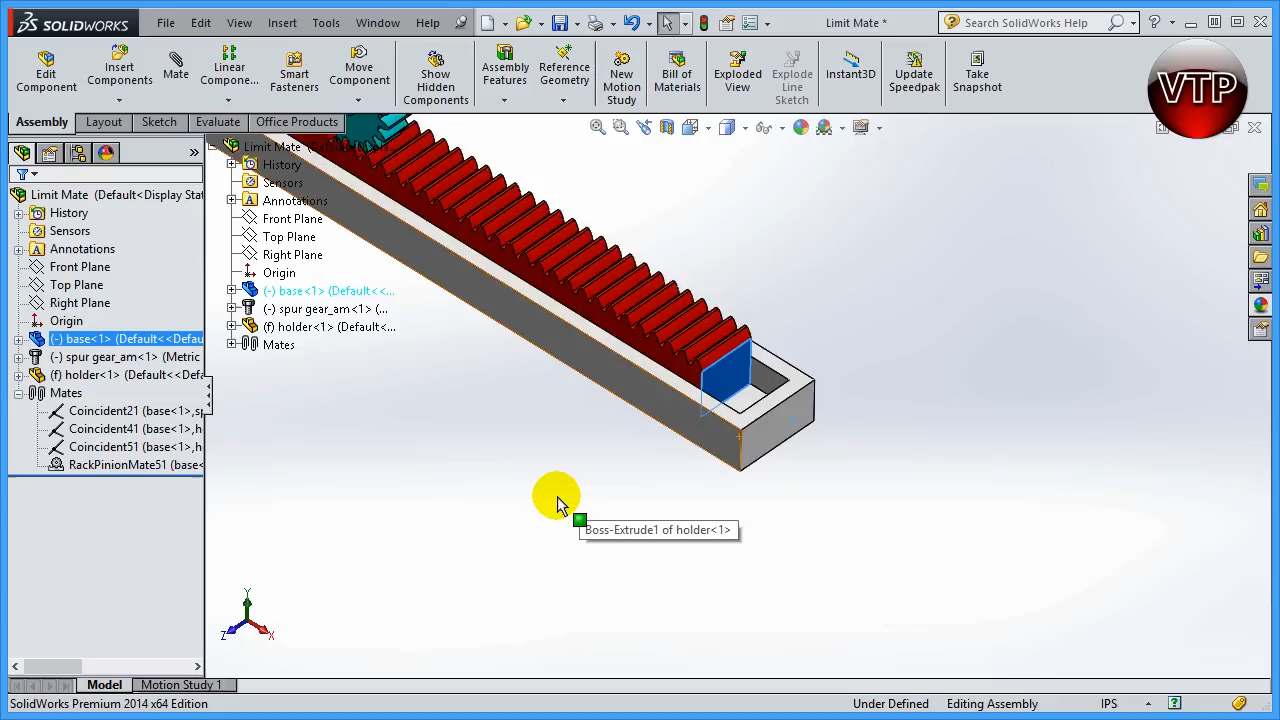 SOLIDWORKS
File Edit View Insert Tools Window Help
Limit Mate *
Search SolidWorks Help
Edit Component
Insert Components
Mate
Linear Compone...
Smart Fasteners
Move Component
Show Hidden Components
Assembly Features
Reference Geometry
New Motion Study
Bill of Materials
Exploded View
Explode Line Sketch
Instant3D
Update Speedpak
Take Snapshot
VTP
Assembly Layout Sketch Evaluate Office Products
Limit Mate (Default<Display Stat
History
Sensors
Annotations
Front Plane
Top Plane
Right Plane
Origin
(-) base<1> (Default<<Defau
(-) spur gear_am<1> (Metric
(f) holder<1> (Default<<Defa
Mates
Coincident21 (base<1>,sp
Coincident41 (base<1>,h
Coincident51 (base<1>,h
RackPinionMate51 (base<
Limit Mate (Default<
History
Sensors
Annotations
Front Plane
Top Plane
Right Plane
Origin
(-) base<1> (Default<<...
(-) spur gear_am<1> (...
(f) holder<1> (Default<...
Mates
Boss-Extrude1 of holder<1>
Y
Z
X
Model Motion Study 1
SolidWorks Premium 2014 x64 Edition
Under Defined Editing Assembly IPS